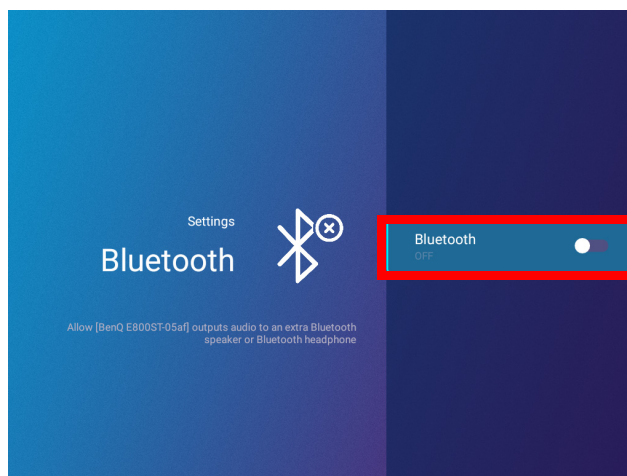 Settings
Bluetooth
Allow [BenQ E800ST-05af] outputs audio to an extra Bluetooth
speaker or Bluetooth headphone
Bluetooth
OFF